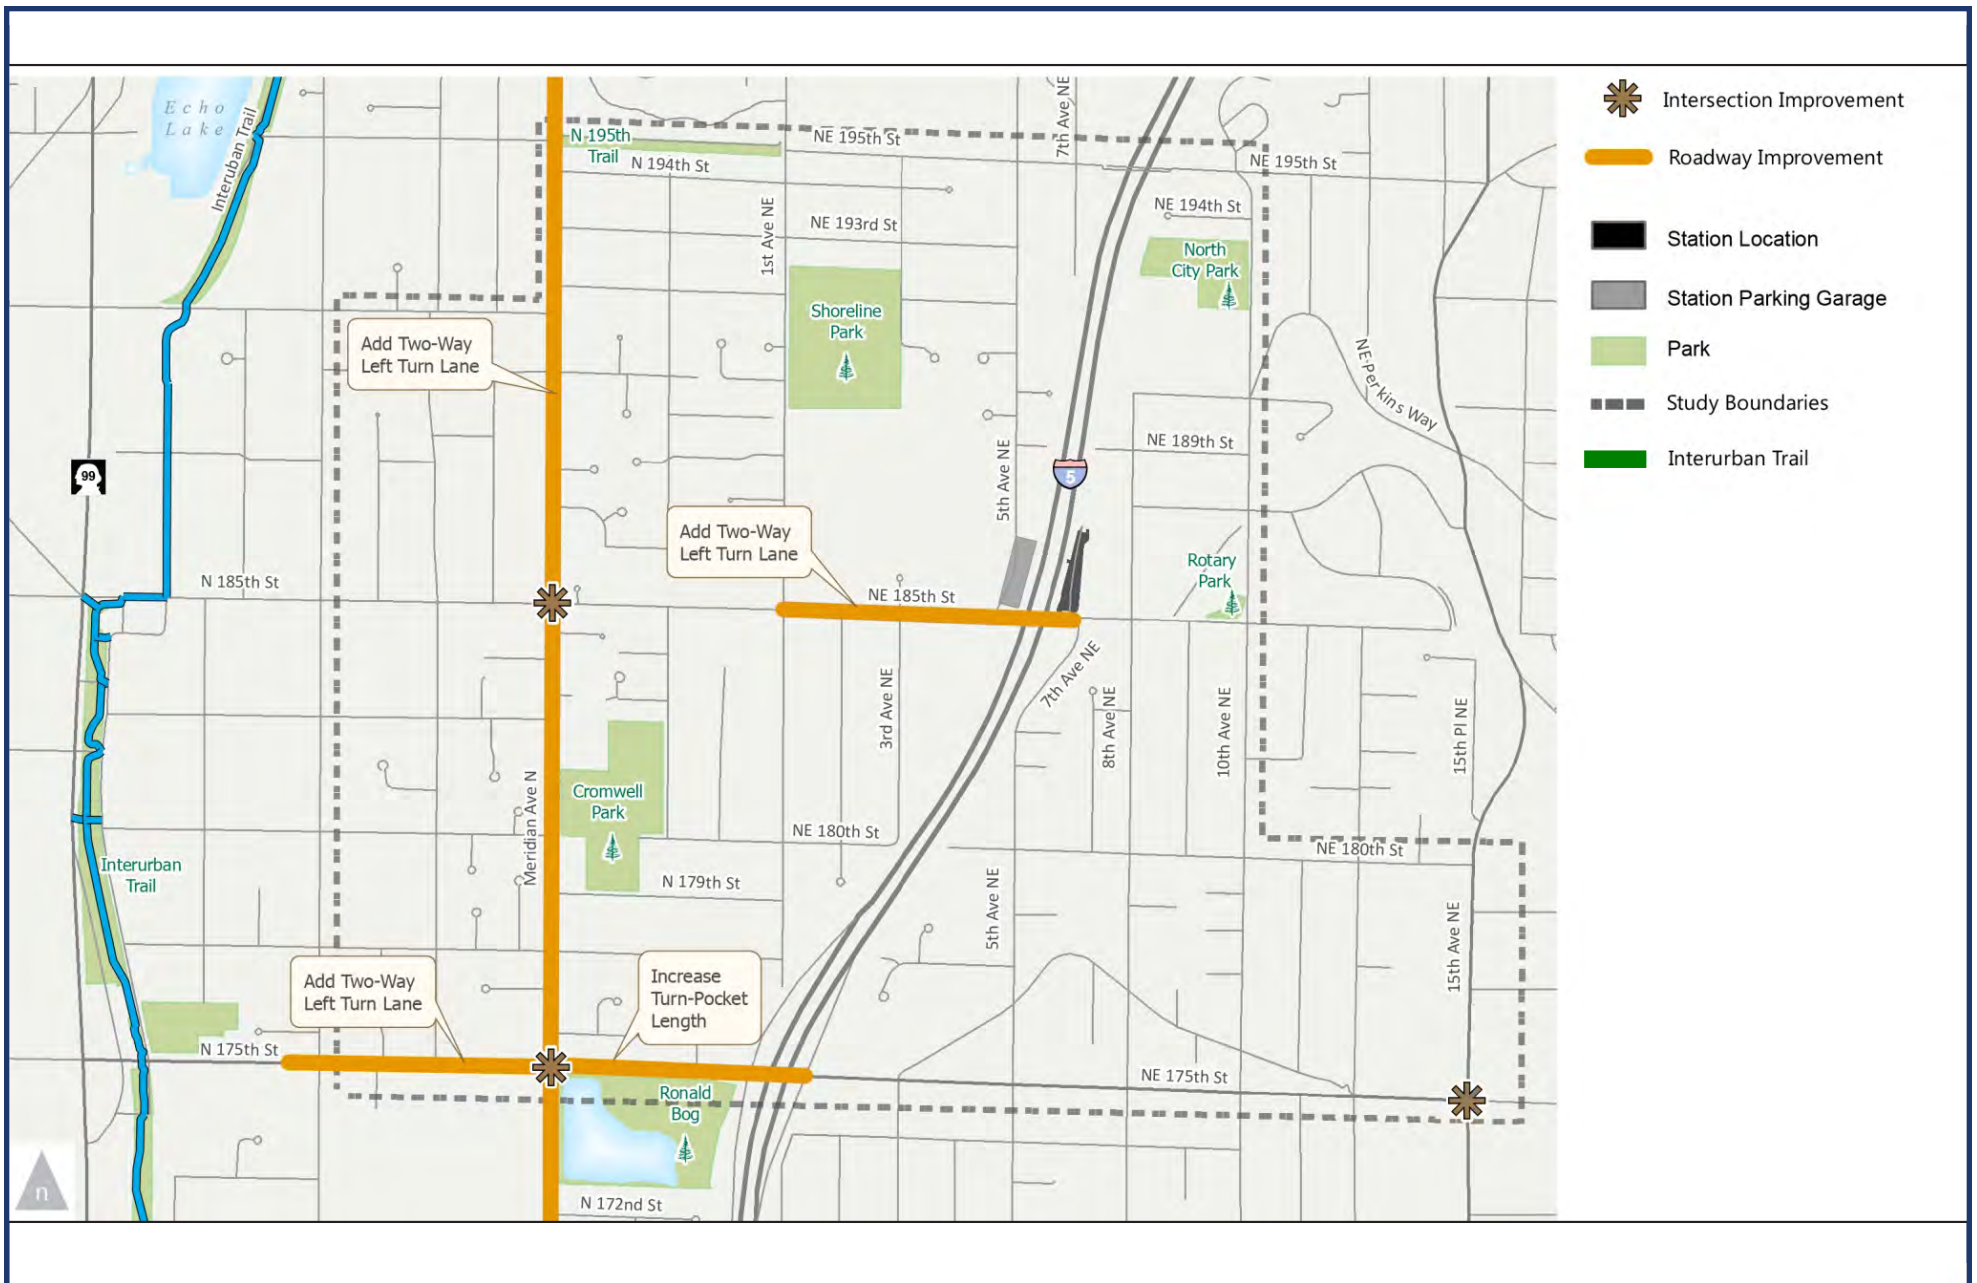 Echo
Lake
Interuban Trail
N 195th
Trail
N 194th St
NE 195th St
7th Ave NE
NE 195th St
1st Ave NE
NE 193rd St
NE 194th St
North
City Park
Shoreline
Park
Add Two-Way
Left Turn Lane
NE Perkins Way
99
5th Ave NE
5
NE 189th St
Add Two-Way
Left Turn Lane
N 185th St
NE 185th St
Rotary
Park
7th Ave NE
3rd Ave NE
8th Ave NE
10th Ave NE
15th Pl NE
Meridian Ave N
Cromwell
Park
NE 180th St
NE 180th St
Interurban
Trail
N 179th St
5th Ave NE
15th Ave NE
Add Two-Way
Left Turn Lane
Increase
Turn-Pocket
Length
N 175th St
NE 175th St
Ronald
Bog
N 172nd St
n
Intersection Improvement
Roadway Improvement
Station Location
Station Parking Garage
Park
Study Boundaries
Interurban Trail